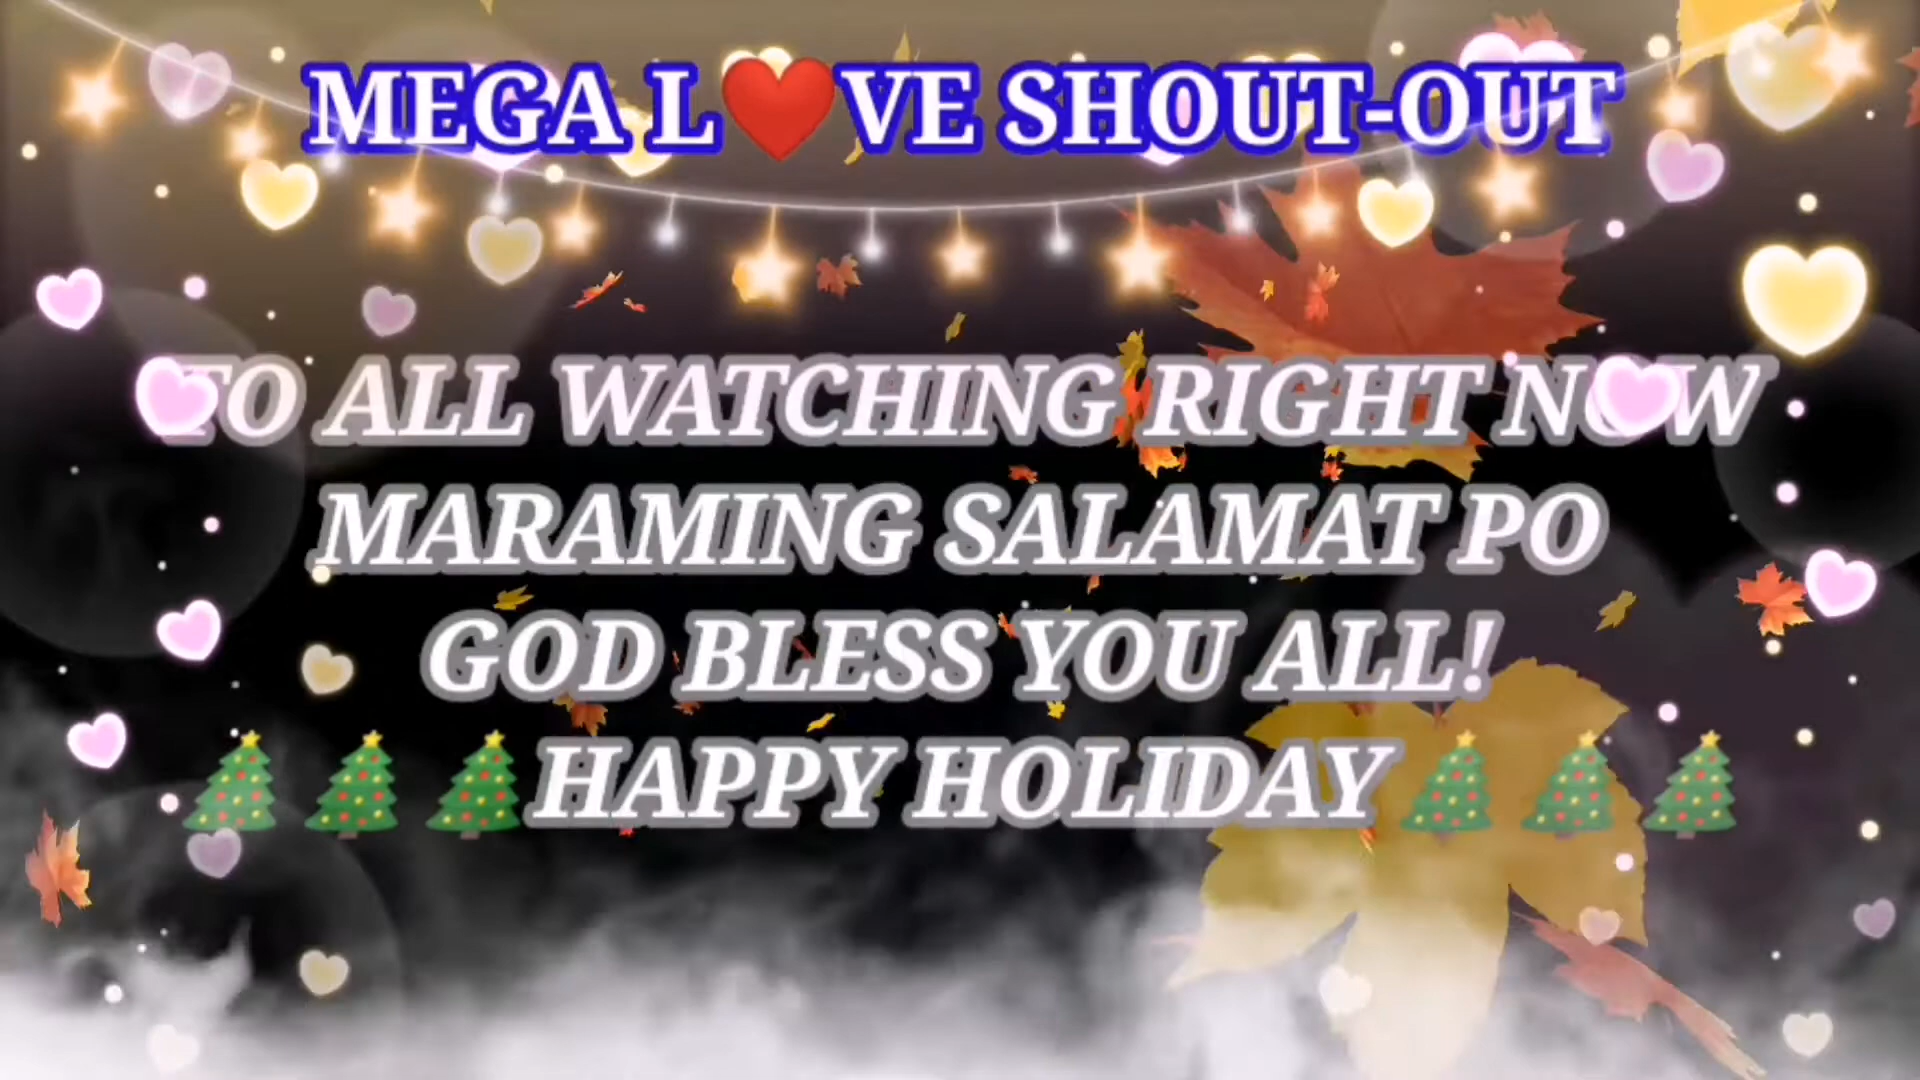 MEGA L❤️VE SHOUT-OUT
TO ALL WATCHING RIGHT NOW
MARAMING SALAMAT PO
GOD BLESS YOU ALL!
🎄🎄🎄HAPPY HOLIDAY🎄🎄🎄